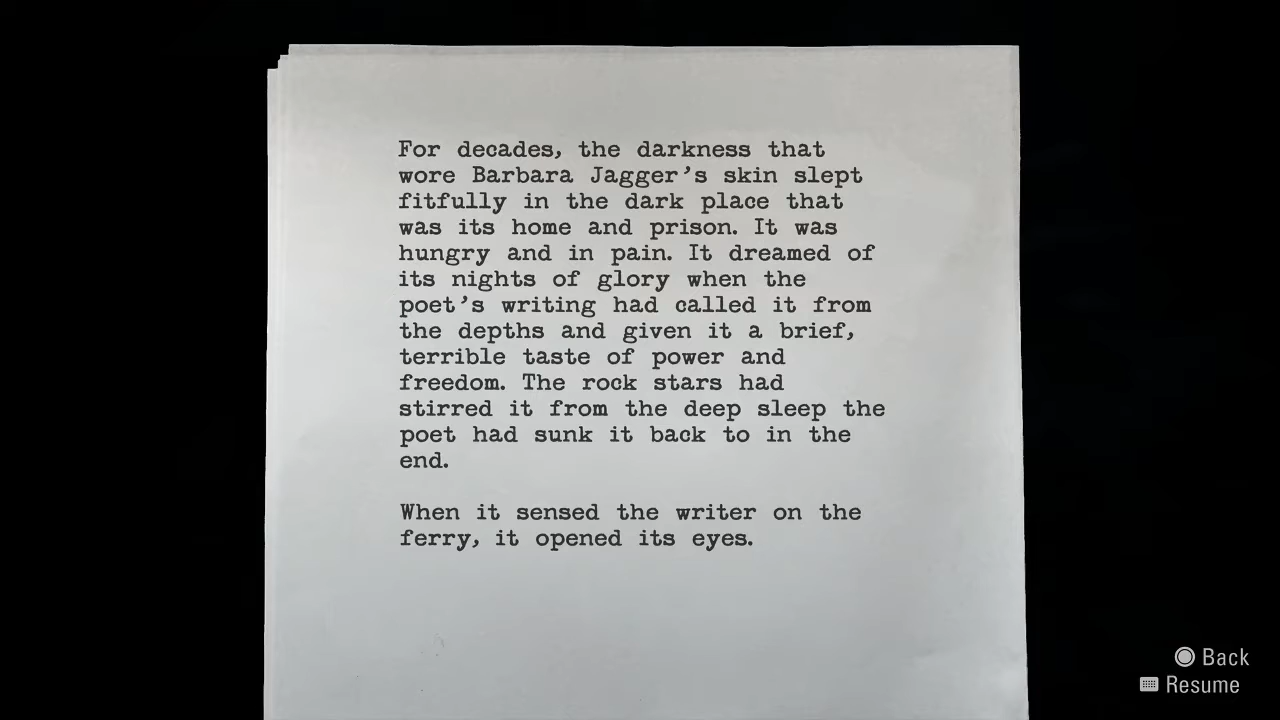 For decades, the darkness that
wore Barbara Jagger’s skin slept
fitfully in the dark place that
was its home and prison. It was
hungry and in pain. It dreamed of
its nights of glory when the
poet’s writing had called it from
the depths and given it a brief,
terrible taste of power and
freedom. The rock stars had
stirred it from the deep sleep the
poet had sunk it back to in the
end.
When it sensed the writer on the
ferry, it opened its eyes.
Back
Resume